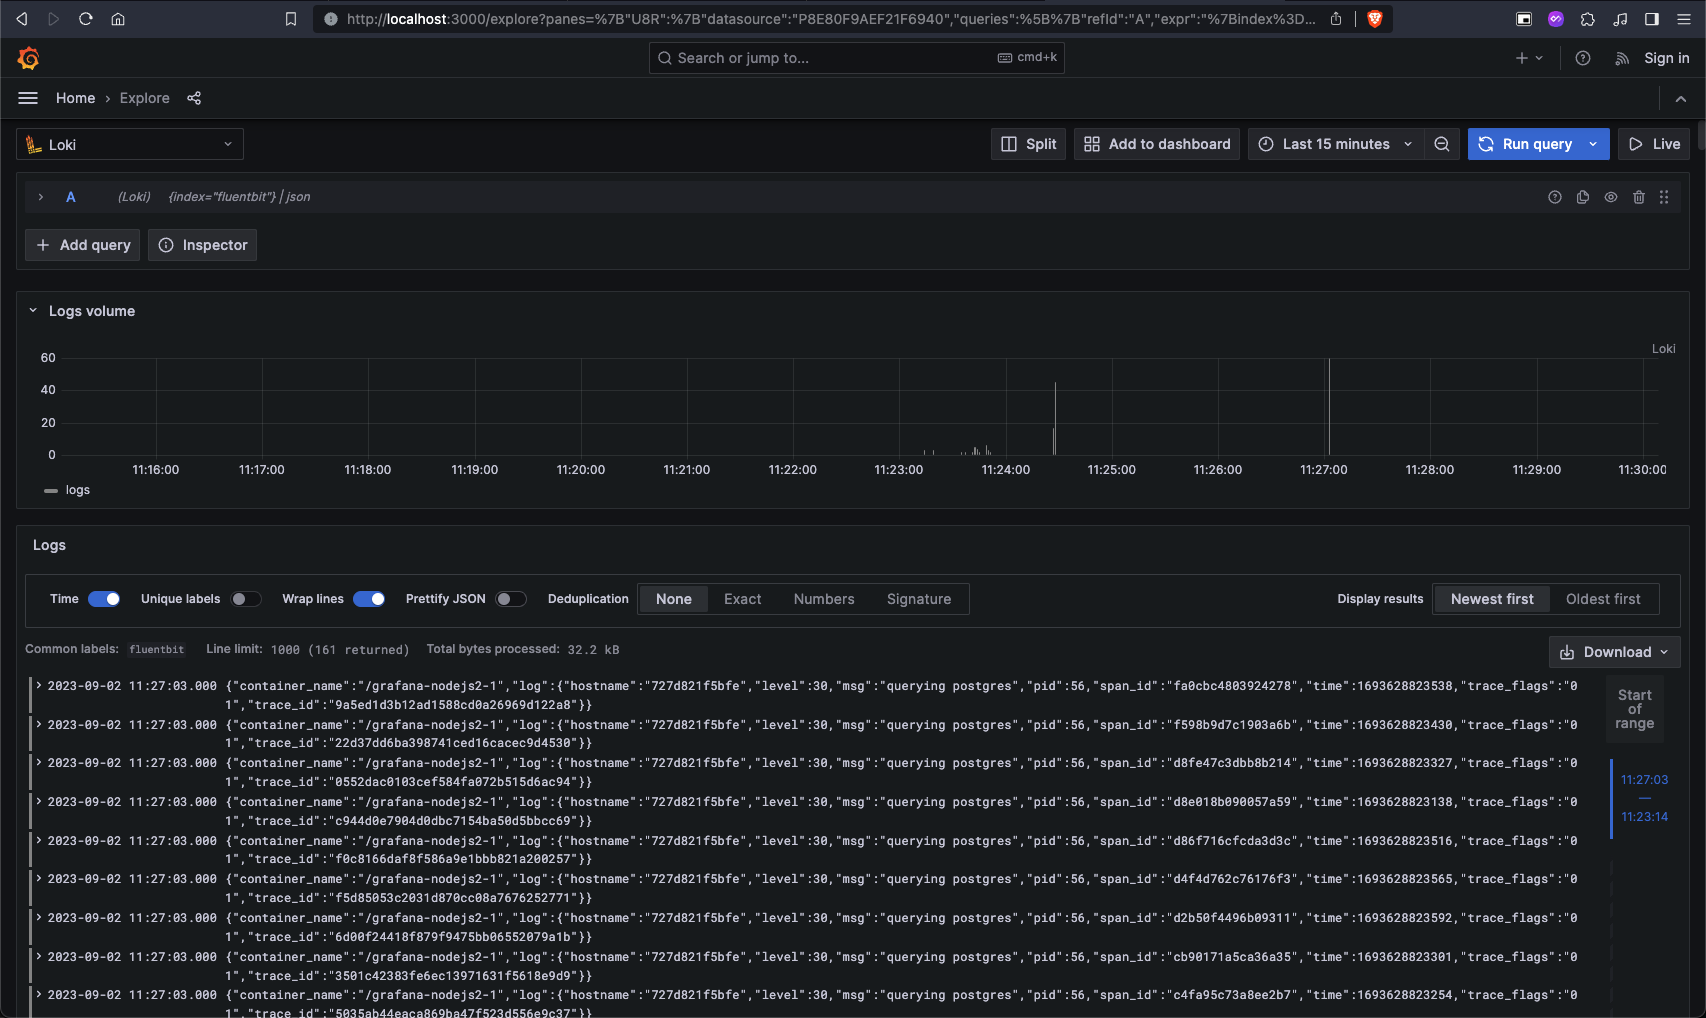 http://localhost:3000/explore?panes=%7B"U8R":%7B"datasource":"P8E80F9AEF21F6940","queries":%5B%7B"refId":"A","expr":"%7Bindex%3D...
Search or jump to...
cmd+k
Sign in
Home › Explore
Loki
Split
Add to dashboard
Last 15 minutes
Run query
Live
A (Loki) {index="fluentbit"} | json
+ Add query
Inspector
Logs volume
Loki
60
40
20
0
11:16:00 11:17:00 11:18:00 11:19:00 11:20:00 11:21:00 11:22:00 11:23:00 11:24:00 11:25:00 11:26:00 11:27:00 11:28:00 11:29:00 11:30:00
logs
Logs
Time Unique labels Wrap lines Prettify JSON Deduplication None Exact Numbers Signature Display results Newest first Oldest first
Common labels: fluentbit Line limit: 1000 (161 returned) Total bytes processed: 32.2 kB
Download
2023-09-02 11:27:03.000 {"container_name":"/grafana-nodejs2-1","log":{"hostname":"727d821f5bfe","level":30,"msg":"querying postgres","pid":56,"span_id":"fa0cbc4803924278","time":1693628823538,"trace_flags":"0
1","trace_id":"9a5ed1d3b12ad1588cd0a26969d122a8"}}
2023-09-02 11:27:03.000 {"container_name":"/grafana-nodejs2-1","log":{"hostname":"727d821f5bfe","level":30,"msg":"querying postgres","pid":56,"span_id":"f598b9d7c1903a6b","time":1693628823430,"trace_flags":"0
1","trace_id":"22d37dd6ba398741ced16cacec9d4530"}}
2023-09-02 11:27:03.000 {"container_name":"/grafana-nodejs2-1","log":{"hostname":"727d821f5bfe","level":30,"msg":"querying postgres","pid":56,"span_id":"d8fe47c3dbb8b214","time":1693628823327,"trace_flags":"0
1","trace_id":"0552dac0103cef584fa072b515d6ac94"}}
2023-09-02 11:27:03.000 {"container_name":"/grafana-nodejs2-1","log":{"hostname":"727d821f5bfe","level":30,"msg":"querying postgres","pid":56,"span_id":"d8e018b090057a59","time":1693628823138,"trace_flags":"0
1","trace_id":"c944d0e7904d0dbc7154ba50d5bbcc69"}}
2023-09-02 11:27:03.000 {"container_name":"/grafana-nodejs2-1","log":{"hostname":"727d821f5bfe","level":30,"msg":"querying postgres","pid":56,"span_id":"d86f716cfcda3d3c","time":1693628823516,"trace_flags":"0
1","trace_id":"f0c8166daf8f586a9e1bbb821a200257"}}
2023-09-02 11:27:03.000 {"container_name":"/grafana-nodejs2-1","log":{"hostname":"727d821f5bfe","level":30,"msg":"querying postgres","pid":56,"span_id":"d4f4d762c76176f3","time":1693628823565,"trace_flags":"0
1","trace_id":"f5d85053c2031d870cc08a7676252771"}}
2023-09-02 11:27:03.000 {"container_name":"/grafana-nodejs2-1","log":{"hostname":"727d821f5bfe","level":30,"msg":"querying postgres","pid":56,"span_id":"d2b50f4496b09311","time":1693628823592,"trace_flags":"0
1","trace_id":"6d00f24418f879f9475bb06552079a1b"}}
2023-09-02 11:27:03.000 {"container_name":"/grafana-nodejs2-1","log":{"hostname":"727d821f5bfe","level":30,"msg":"querying postgres","pid":56,"span_id":"cb90171a5ca36a35","time":1693628823301,"trace_flags":"0
1","trace_id":"3501c42383fe6ec13971631f5618e9d9"}}
2023-09-02 11:27:03.000 {"container_name":"/grafana-nodejs2-1","log":{"hostname":"727d821f5bfe","level":30,"msg":"querying postgres","pid":56,"span_id":"c4fa95c73a8ee2b7","time":1693628823254,"trace_flags":"0
1","trace_id":"5035ab44eaca869ba47f523d556e9c37"}}
Start
of
range
11:27:03
—
11:23:14